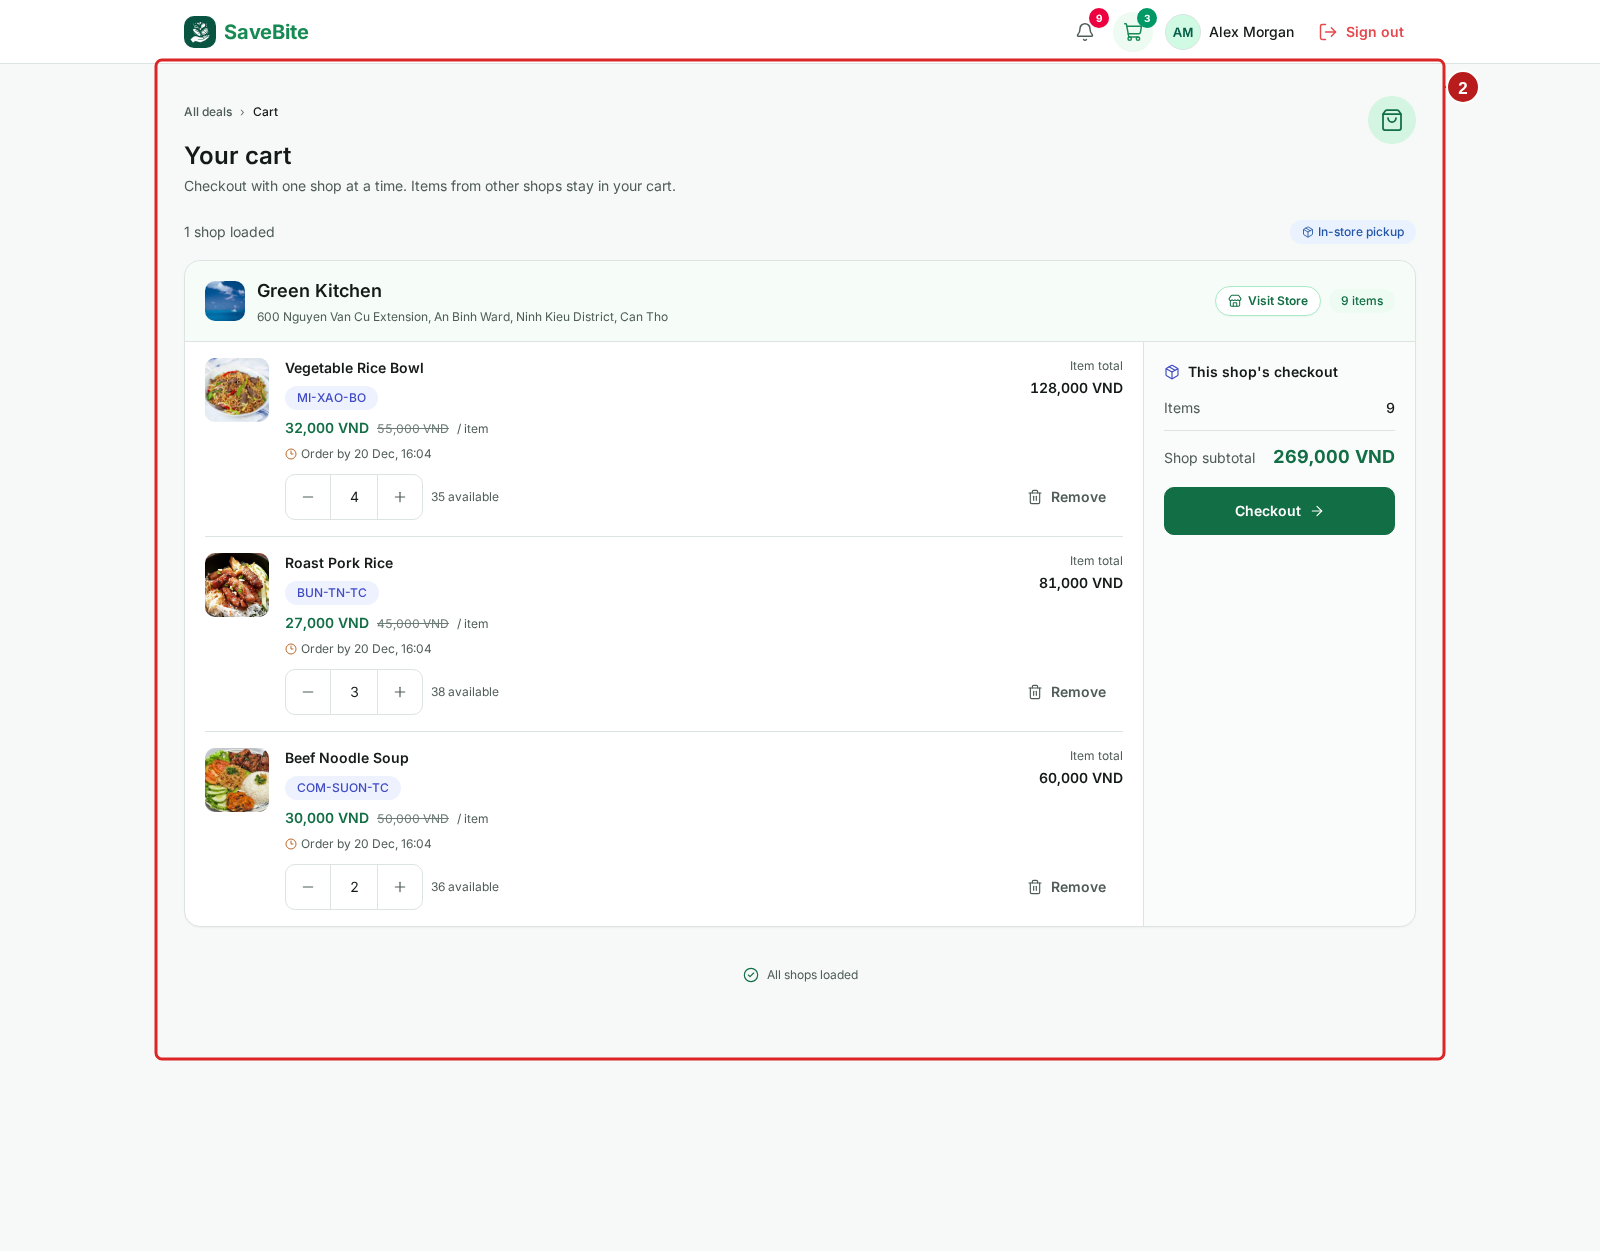 SaveBite
9
3
AM
Alex Morgan
Sign out
2
All deals › Cart
Your cart
Checkout with one shop at a time. Items from other shops stay in your cart.
1 shop loaded
In-store pickup
Green Kitchen
600 Nguyen Van Cu Extension, An Binh Ward, Ninh Kieu District, Can Tho
Visit Store
9 items
Vegetable Rice Bowl
MI-XAO-BO
32,000 VND 55,000 VND / item
Order by 20 Dec, 16:04
− 4 + 35 available
Item total
128,000 VND
Remove
Roast Pork Rice
BUN-TN-TC
27,000 VND 45,000 VND / item
Order by 20 Dec, 16:04
− 3 + 38 available
Item total
81,000 VND
Remove
Beef Noodle Soup
COM-SUON-TC
30,000 VND 50,000 VND / item
Order by 20 Dec, 16:04
− 2 + 36 available
Item total
60,000 VND
Remove
This shop's checkout
Items 9
Shop subtotal 269,000 VND
Checkout →
All shops loaded